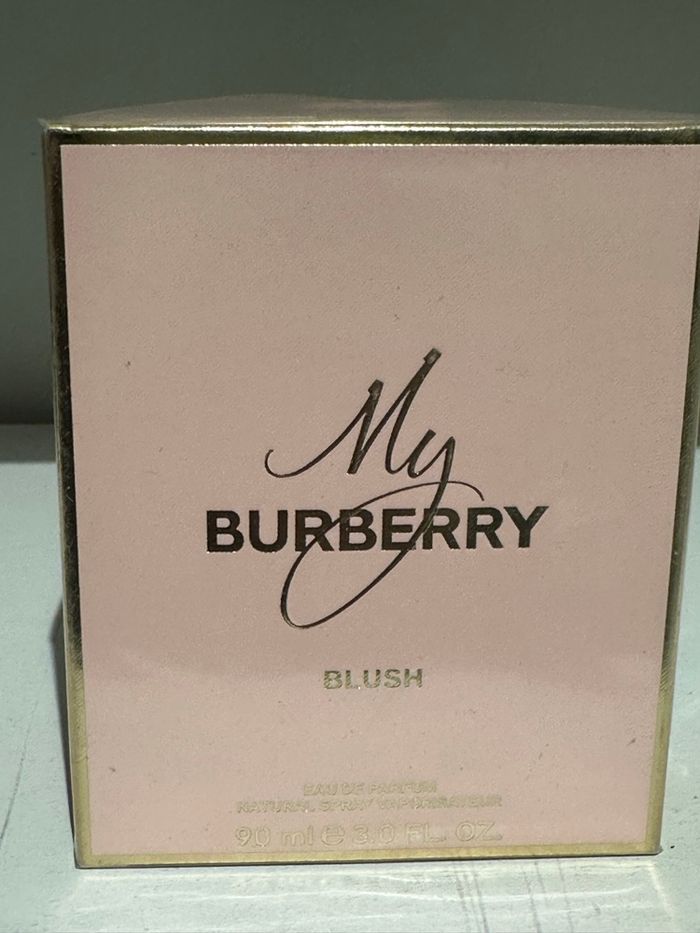 My
BURBERRY
BLUSH
EAU DE PARFUM
NATURAL SPRAY VAPORISATEUR
90 ml ℮ 3.0 FL. OZ.